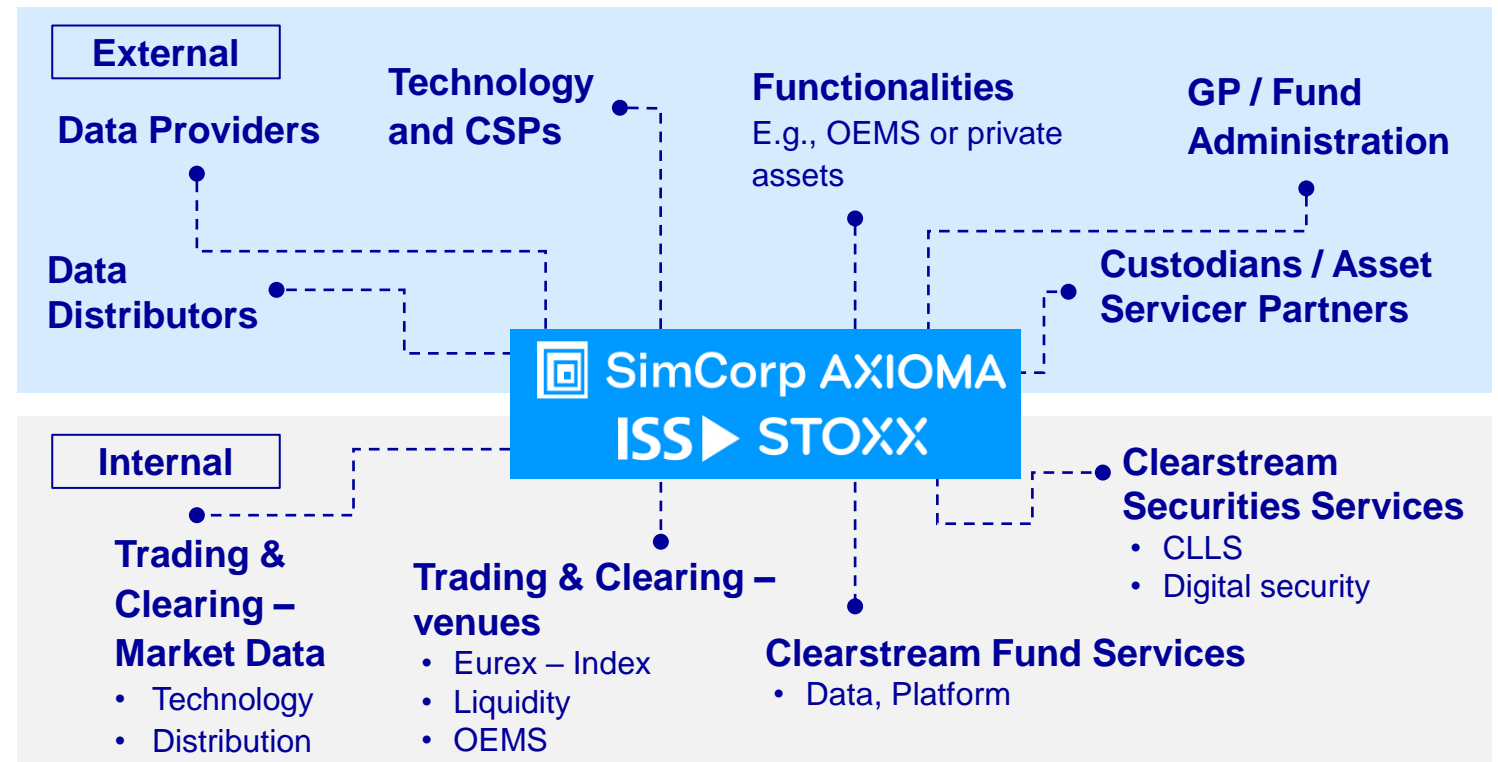 External
Data Providers
Technology
and CSPs
Functionalities
E.g., OEMS or private
assets
GP / Fund
Administration
Data
Distributors
Custodians / Asset
Servicer Partners
SimCorp AXIOMA
ISS STOXX
Internal
Trading &
Clearing –
Market Data
• Technology
• Distribution
Trading & Clearing –
venues
• Eurex – Index
• Liquidity
• OEMS
Clearstream Fund Services
• Data, Platform
Clearstream
Securities Services
• CLLS
• Digital security